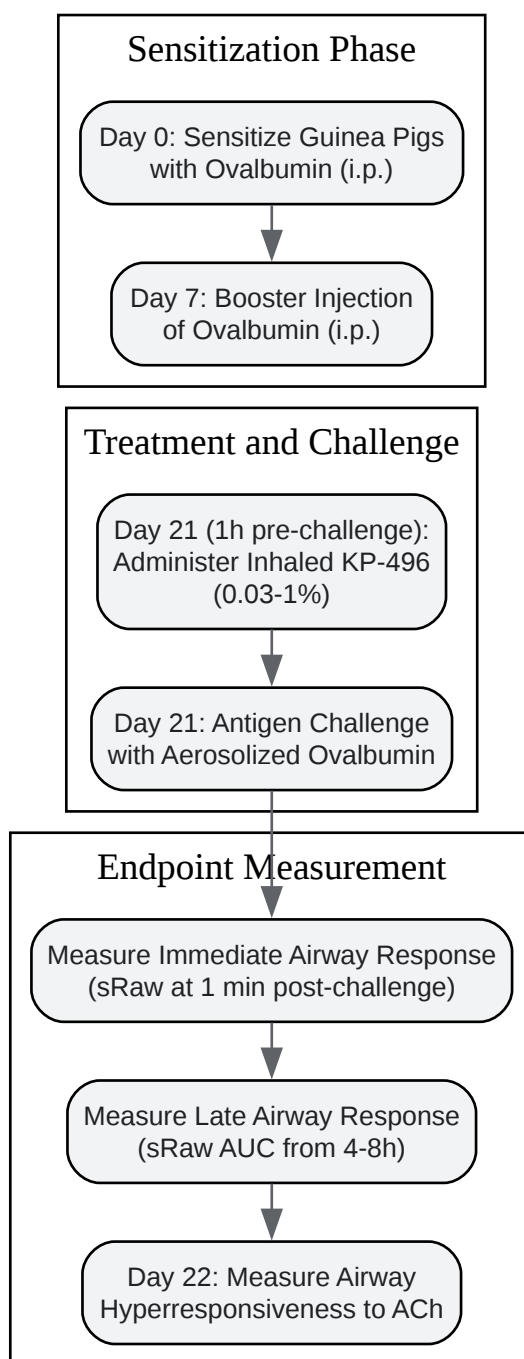 Sensitization Phase
Day 0: Sensitize Guinea Pigs
with Ovalbumin (i.p.)
Day 7: Booster Injection
of Ovalbumin (i.p.)
Treatment and Challenge
Day 21 (1h pre-challenge):
Administer Inhaled KP-496
(0.03-1%)
Day 21: Antigen Challenge
with Aerosolized Ovalbumin
Endpoint Measurement
Measure Immediate Airway Response
(sRaw at 1 min post-challenge)
Measure Late Airway Response
(sRaw AUC from 4-8h)
Day 22: Measure Airway
Hyperresponsiveness to ACh